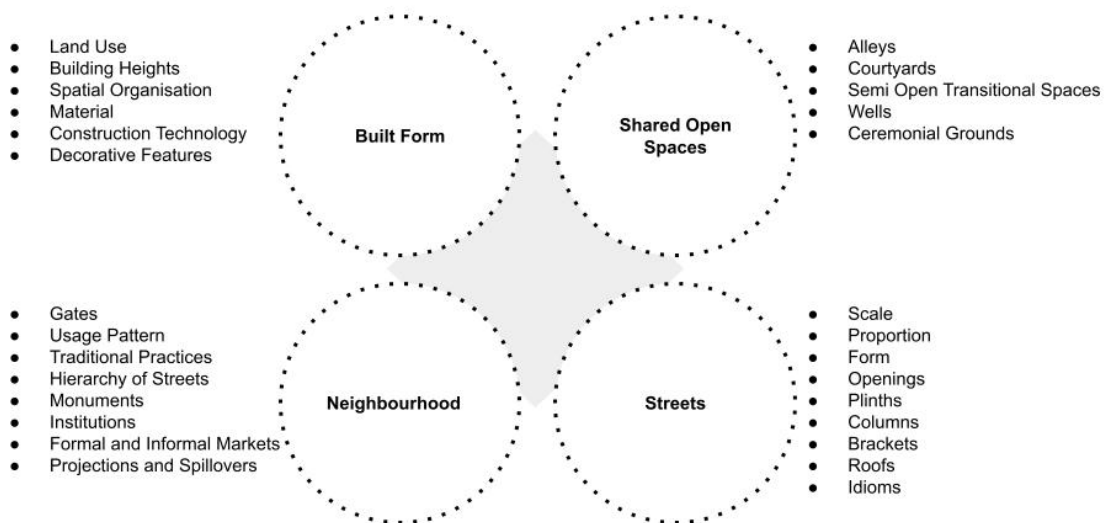 Land Use
Building Heights
Spatial Organisation
Material
Construction Technology
Decorative Features
Built Form
Shared Open
Spaces
Alleys
Courtyards
Semi Open Transitional Spaces
Wells
Ceremonial Grounds
Gates
Usage Pattern
Traditional Practices
Hierarchy of Streets
Monuments
Institutions
Formal and Informal Markets
Projections and Spillovers
Neighbourhood
Streets
Scale
Proportion
Form
Openings
Plinths
Columns
Brackets
Roofs
Idioms